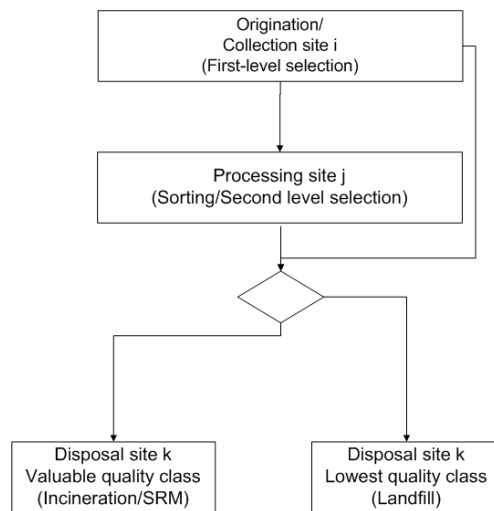 Origination/
Collection site i
(First-level selection)
Processing site j
(Sorting/Second level selection)
Disposal site k
Valuable quality class
(Incineration/SRM)
Disposal site k
Lowest quality class
(Landfill)